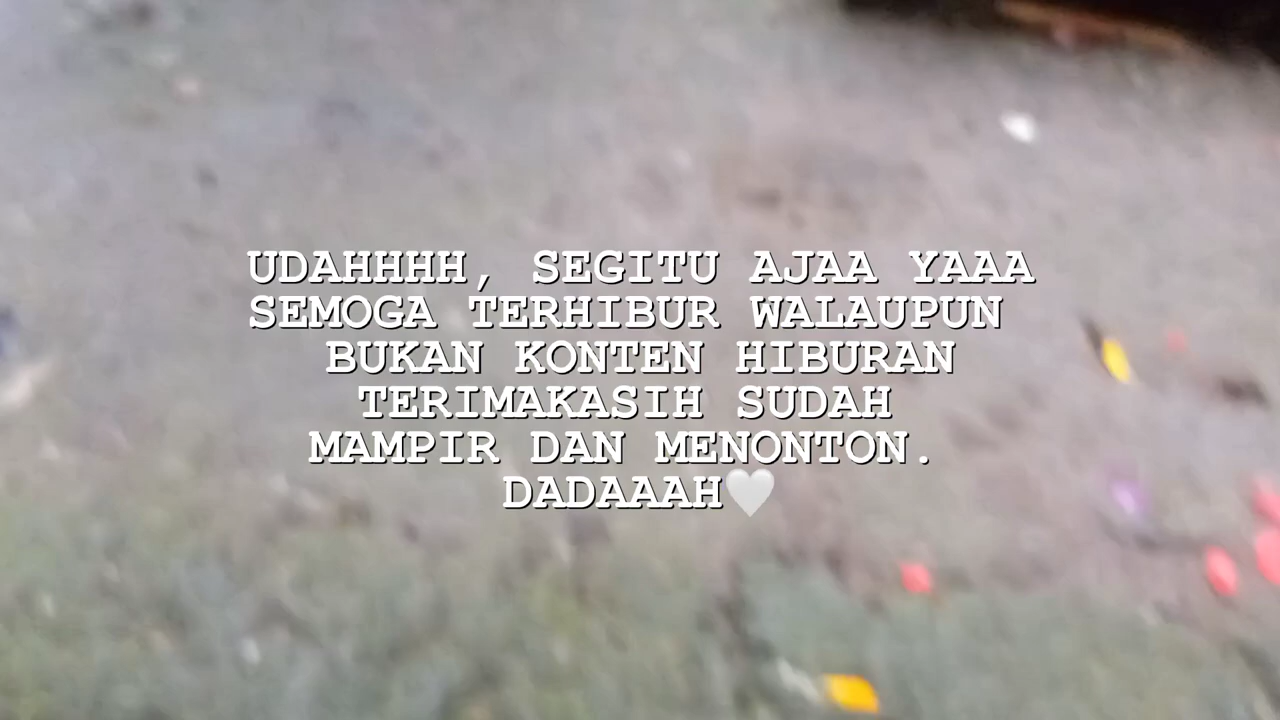 UDAHHHH, SEGITU AJAA YAAA
SEMOGA TERHIBUR WALAUPUN
BUKAN KONTEN HIBURAN
TERIMAKASIH SUDAH
MAMPIR DAN MENONTON.
DADAAAH🤍